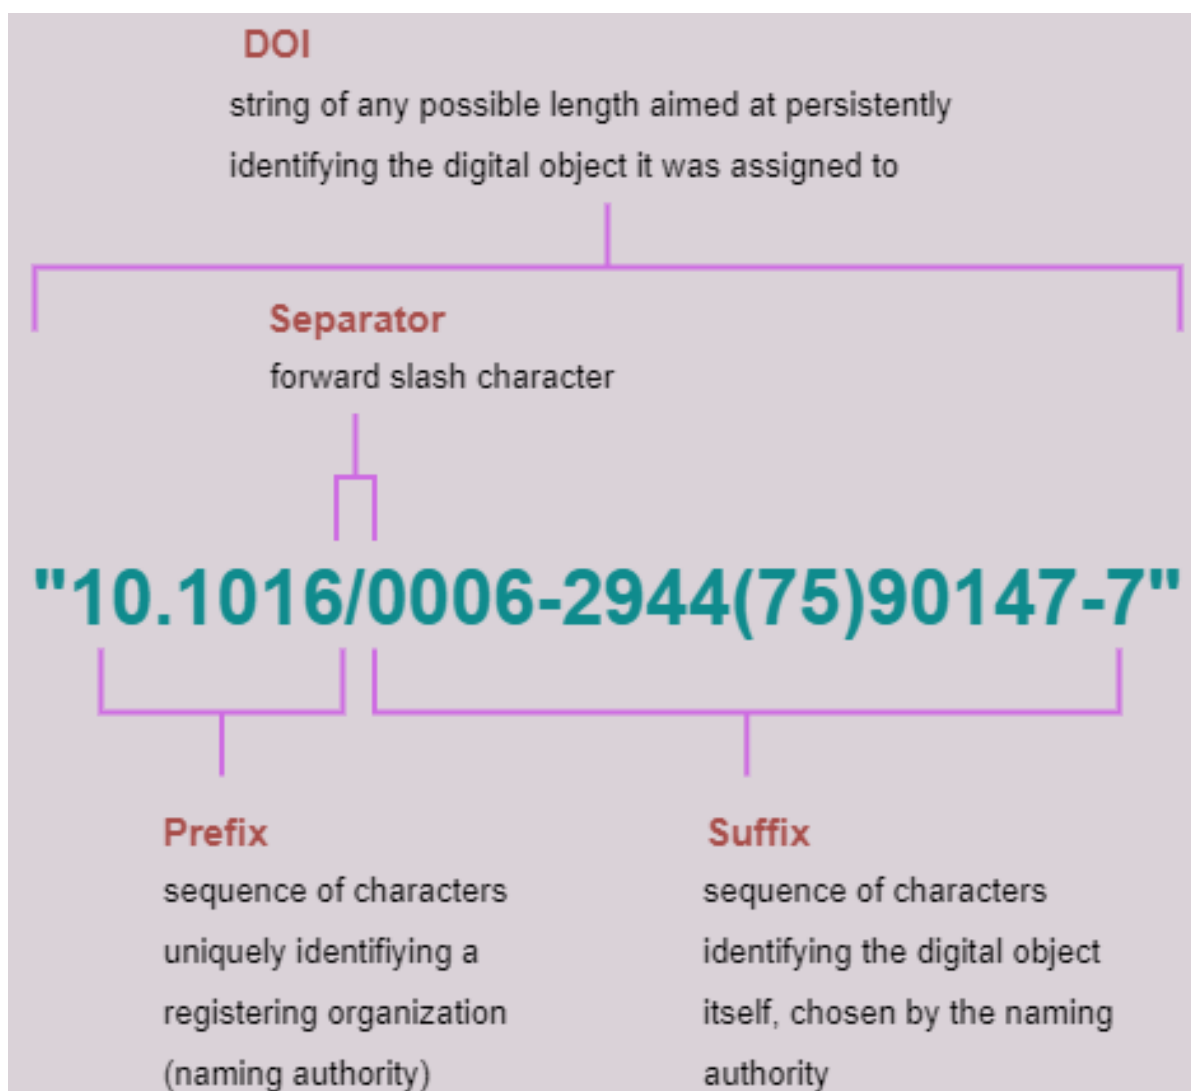 DOI
string of any possible length aimed at persistently
identifying the digital object it was assigned to
Separator
forward slash character
"10.1016/0006-2944(75)90147-7"
Prefix
sequence of characters
uniquely identifiying a
registering organization
(naming authority)
Suffix
sequence of characters
identifying the digital object
itself, chosen by the naming
authority